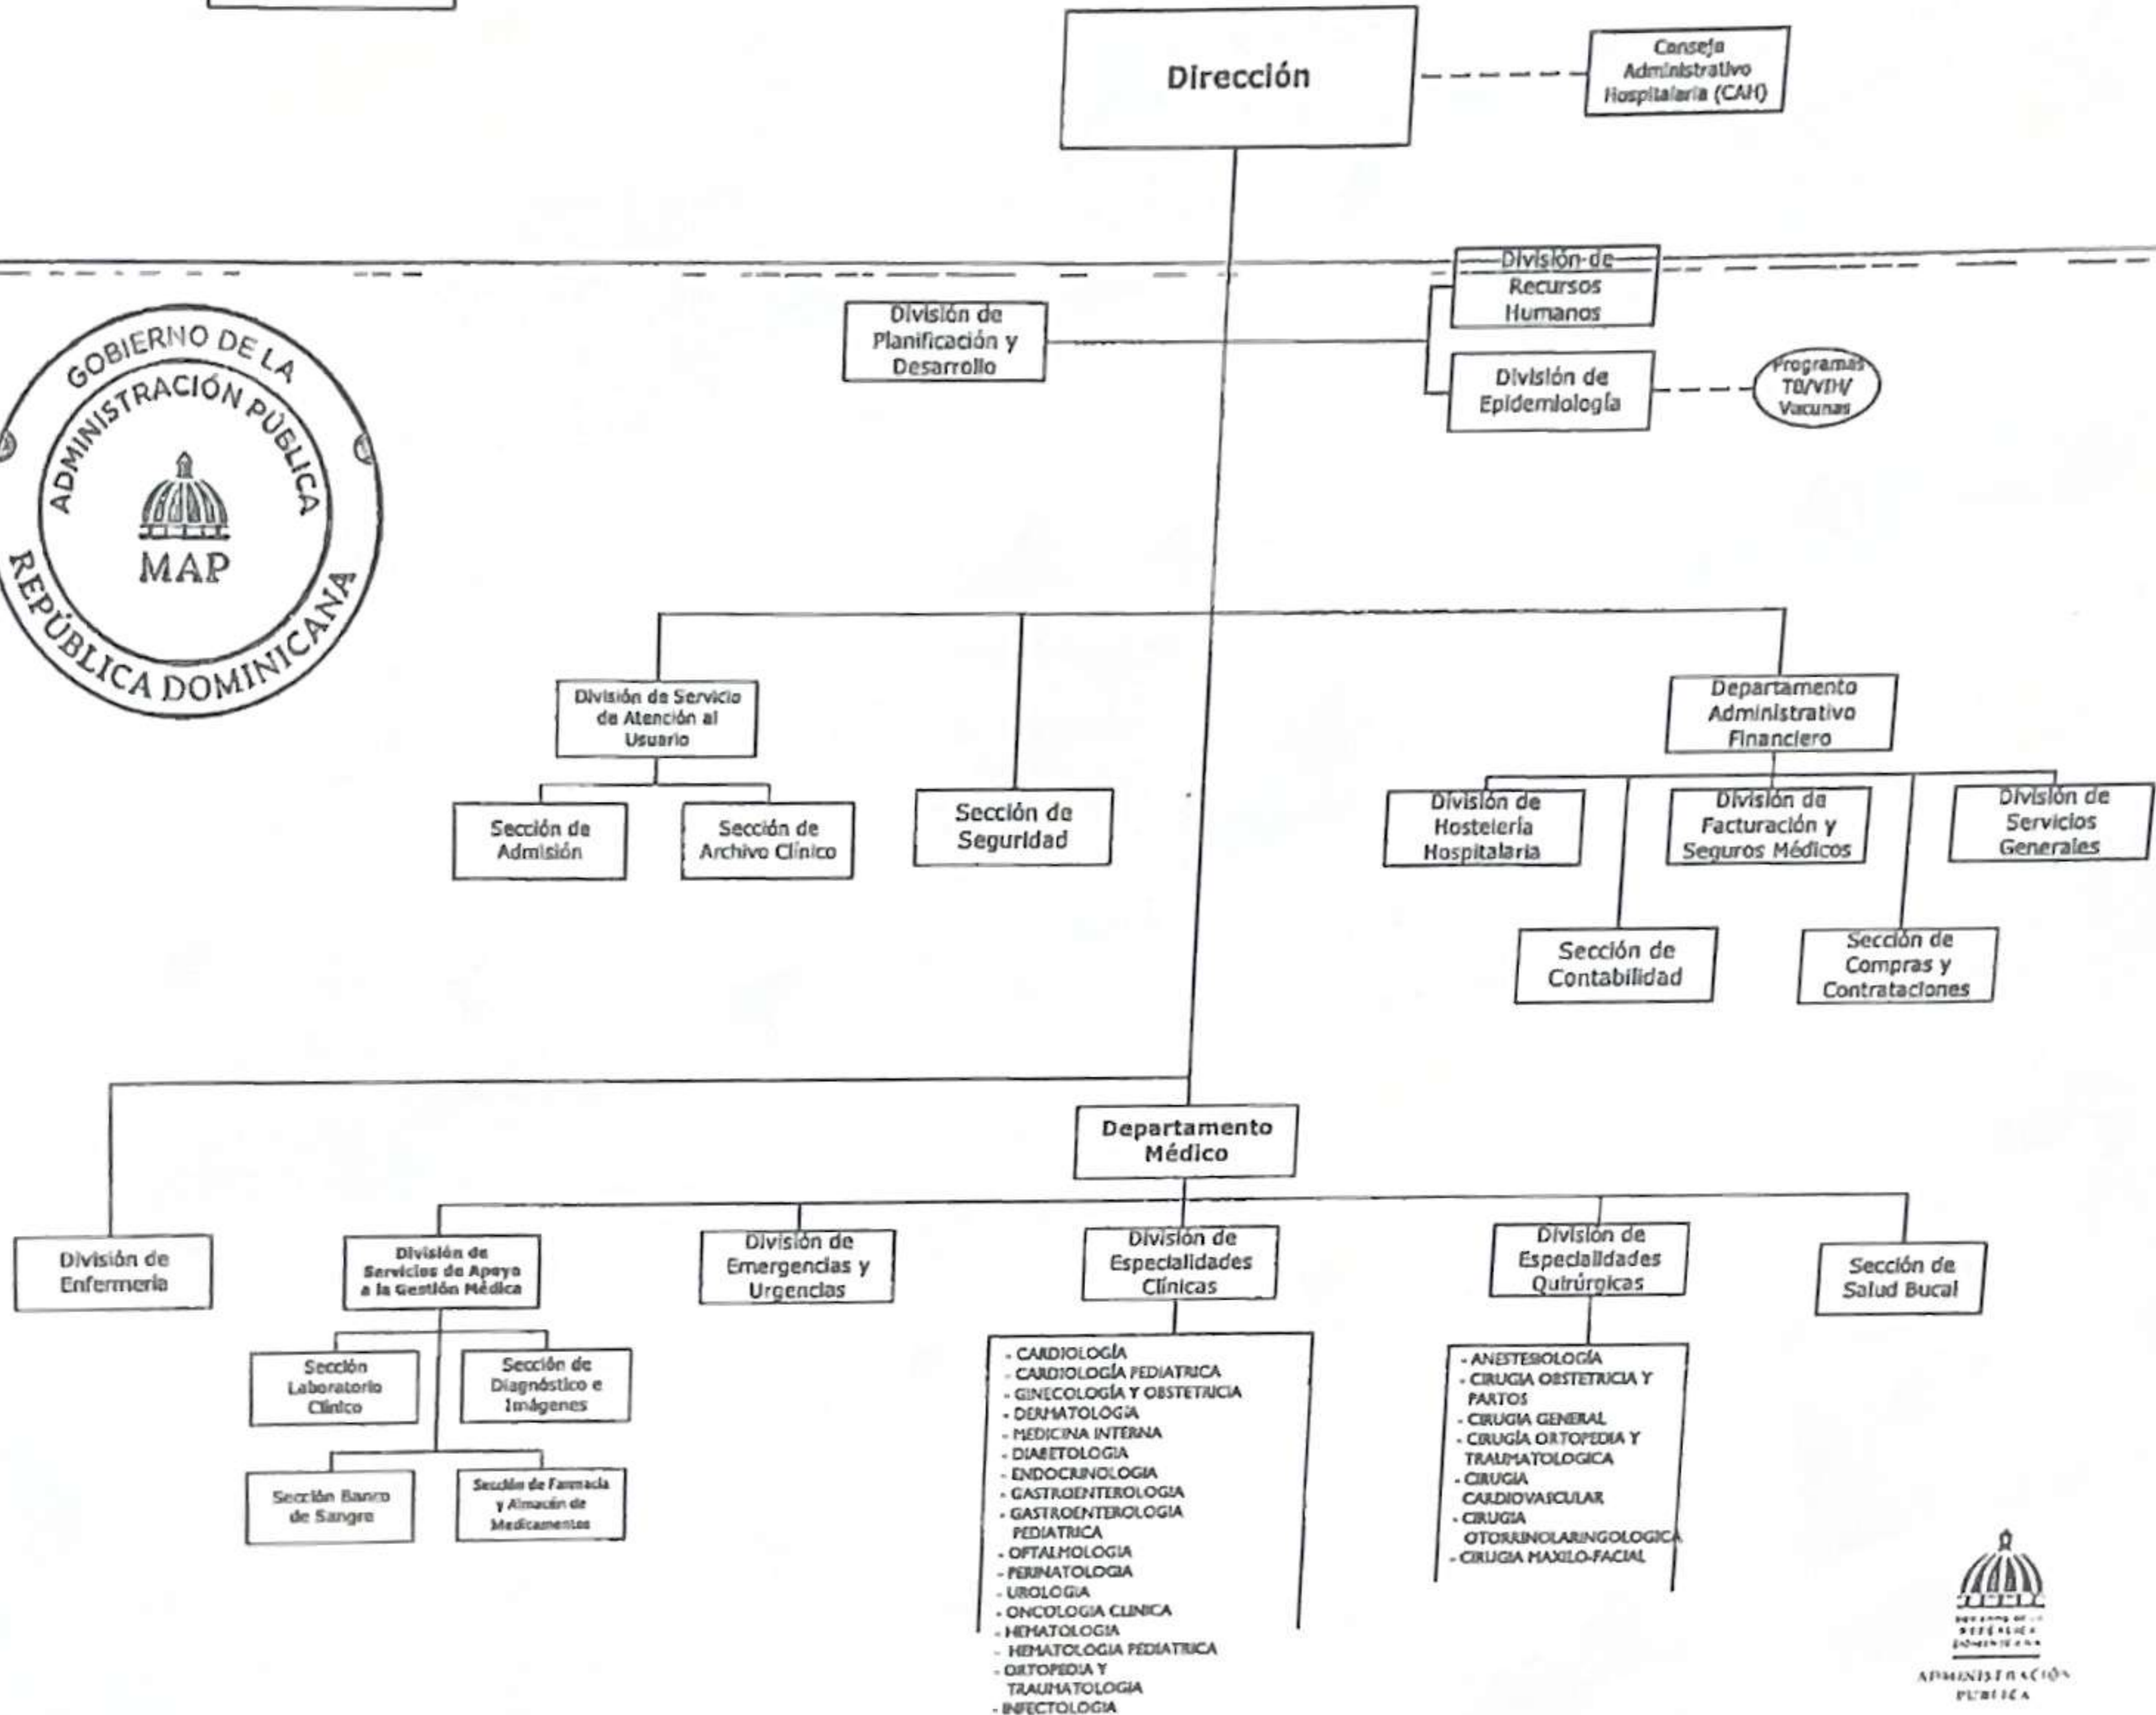 Dirección
Consejo
Administrativo
Hospitalaria (CAH)
División de
Recursos
Humanos
División de
Planificación y
Desarrollo
División de
Epidemiología
Programas
TB/VIH/
Vacunas
GOBIERNO DE LA
REPÚBLICA DOMINICANA
ADMINISTRACIÓN PÚBLICA
MAP
División de Servicio
de Atención al
Usuario
Departamento
Administrativo
Financiero
Sección de
Admisión
Sección de
Archivo Clínico
Sección de
Seguridad
División de
Hostelería
Hospitalaria
División de
Facturación y
Seguros Médicos
División de
Servicios
Generales
Sección de
Contabilidad
Sección de
Compras y
Contrataciones
Departamento
Médico
División de
Enfermería
División de
Servicios de Apoyo
a la Gestión Médica
División de
Emergencias y
Urgencias
División de
Especialidades
Clínicas
División de
Especialidades
Quirúrgicas
Sección de
Salud Bucal
Sección
Laboratorio
Clínico
Sección de
Diagnóstico e
Imágenes
Sección Banco
de Sangre
Sección de Farmacia
y Almacén de
Medicamentos
- CARDIOLOGÍA
- CARDIOLOGÍA PEDIATRICA
- GINECOLOGÍA Y OBSTETRICIA
- DERMATOLOGIA
- MEDICINA INTERNA
- DIABETOLOGIA
- ENDOCRINOLOGIA
- GASTROENTEROLOGIA
- GASTROENTEROLOGIA
PEDIATRICA
- OFTALMOLOGIA
- PERINATOLOGIA
- UROLOGIA
- ONCOLOGIA CLINICA
- HEMATOLOGIA
- HEMATOLOGIA PEDIATRICA
- ORTOPEDIA Y
TRAUMATOLOGIA
- INFECTOLOGIA
- ANESTESIOLOGÍA
- CIRUGIA OBSTETRICIA Y
PARTOS
- CIRUGIA GENERAL
- CIRUGÍA ORTOPEDIA Y
TRAUMATOLOGICA
- CIRUGIA
CARDIOVASCULAR
- CIRUGIA
OTORRINOLARINGOLOGICA
- CIRUGIA MAXILO-FACIAL
GOBIERNO DE LA
REPÚBLICA
DOMINICANA
ADMINISTRACIÓN
PÚBLICA